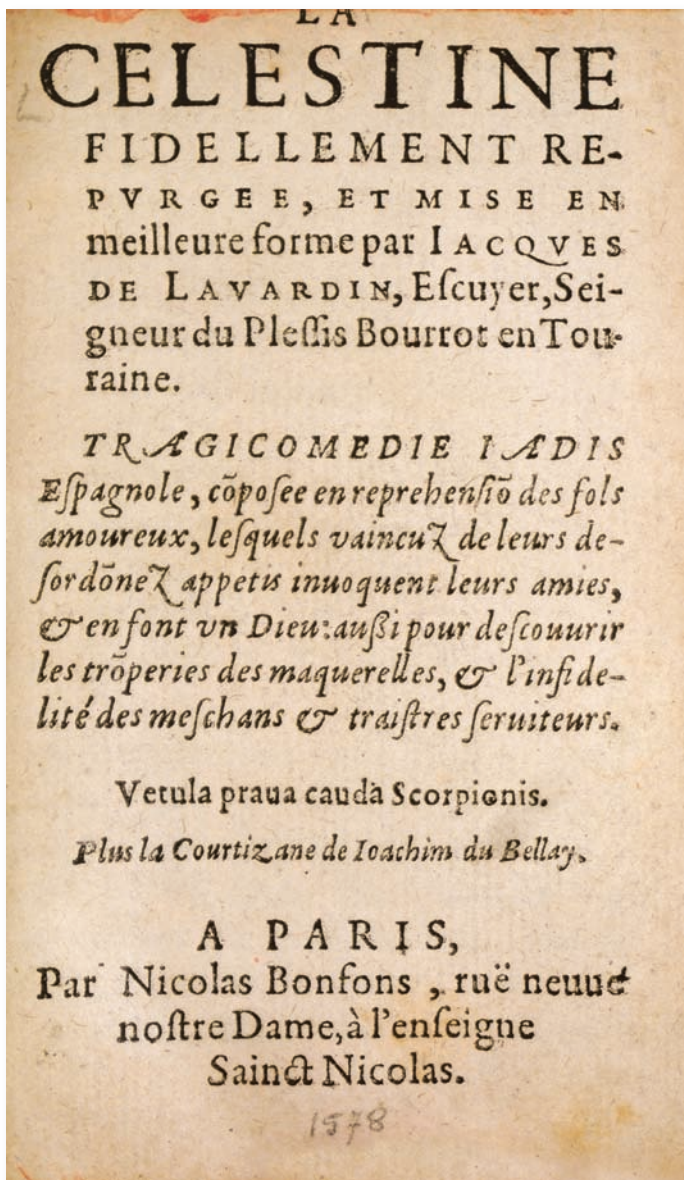 LA
CELESTINE
FIDELLEMENT RE-
PVRGEE, ET MISE EN
meilleure forme par IACQVES
DE LAVARDIN, Eſcuyer, Sei-
gneur du Pleſſis Bourrot en Tou-
raine.
TRAGICOMEDIE IADIS
Eſpagnole, cõpoſee en reprehenſiõ des fols
amoureux, leſquels vaincuz de leurs de-
ſordõnez appetis inuoquent leurs amies,
& en font vn Dieu: außi pour deſcouurir
les trõperies des maquerelles, & l'infide-
lité des meſchans & traiſtres ſeruiteurs.
Vetula praua cauda Scorpionis.
Plus la Courtizane de Ioachim du Bellay.
A PARIS,
Par Nicolas Bonfons, ruë neuue
noſtre Dame, à l'enſeigne
Sainct Nicolas.
1578